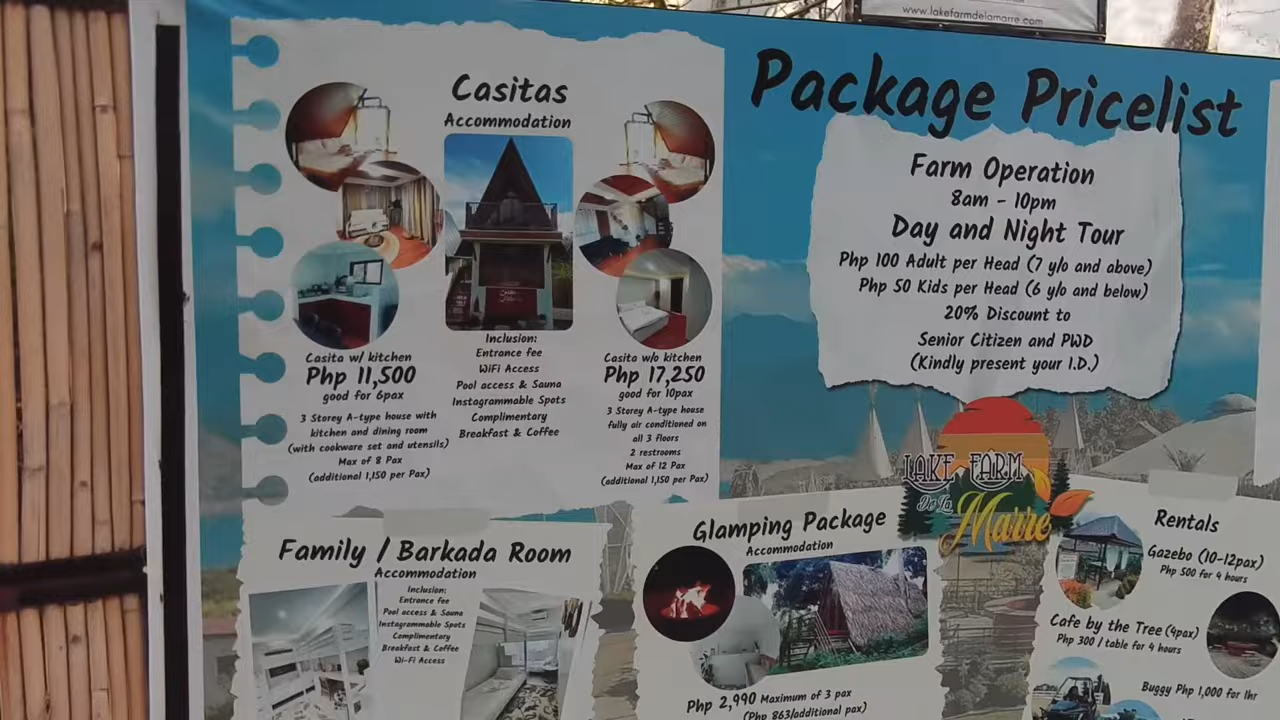 www.lakefarmdelamarre.com
Package Pricelist
Farm Operation
8am - 10pm
Day and Night Tour
Php 100 Adult per Head (7 y/o and above)
Php 50 Kids per Head (6 y/o and below)
20% Discount to
Senior Citizen and PWD
(Kindly present your I.D.)
LAKE FARM
De La
Marre
Casitas
Accommodation
Casita w/ kitchen
Php 11,500
good for 6pax
3 Storey A-type house with
kitchen and dining room
(with cookware set and utensils)
Max of 8 Pax
(additional 1,150 per Pax)
Inclusion:
Entrance fee
WiFi Access
Pool access & Sauna
Instagrammable Spots
Complimentary
Breakfast & Coffee
Casita w/o kitchen
Php 17,250
good for 10pax
3 Storey A-type house
fully air conditioned on
all 3 floors
2 restrooms
Max of 12 Pax
(additional 1,150 per Pax)
Family / Barkada Room
Accommodation
Inclusion:
Entrance fee
Pool access & Sauna
Instagrammable Spots
Complimentary
Breakfast & Coffee
Wi-Fi Access
Glamping Package
Accommodation
Php 2,990 Maximum of 3 pax
(Php 863/additional pax)
Rentals
Gazebo (10-12pax)
Php 500 for 4 hours
Cafe by the Tree (4pax)
Php 300 / table for 4 hours
Buggy Php 1,000 for 1hr